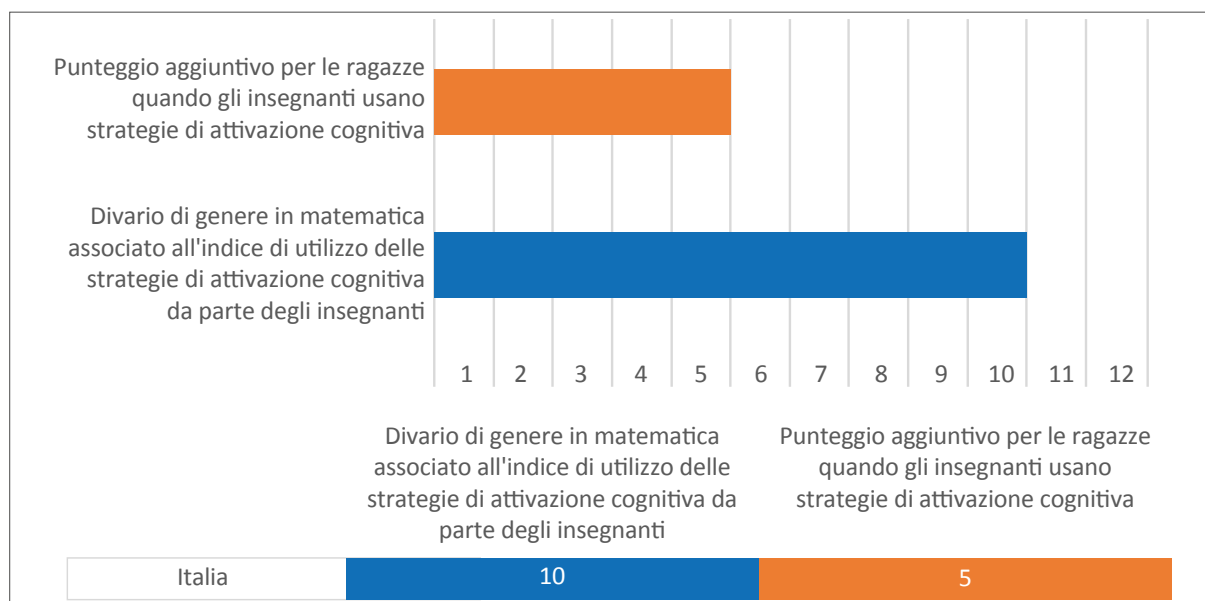 Punteggio aggiuntivo per le ragazze
quando gli insegnanti usano
strategie di attivazione cognitiva
Divario di genere in matematica
associato all'indice di utilizzo delle
strategie di attivazione cognitiva
da parte degli insegnanti
1 2 3 4 5 6 7 8 9 10 11 12
Divario di genere in matematica
associato all'indice di utilizzo delle
strategie di attivazione cognitiva da
parte degli insegnanti
Punteggio aggiuntivo per le ragazze
quando gli insegnanti usano
strategie di attivazione cognitiva
Italia 10 5